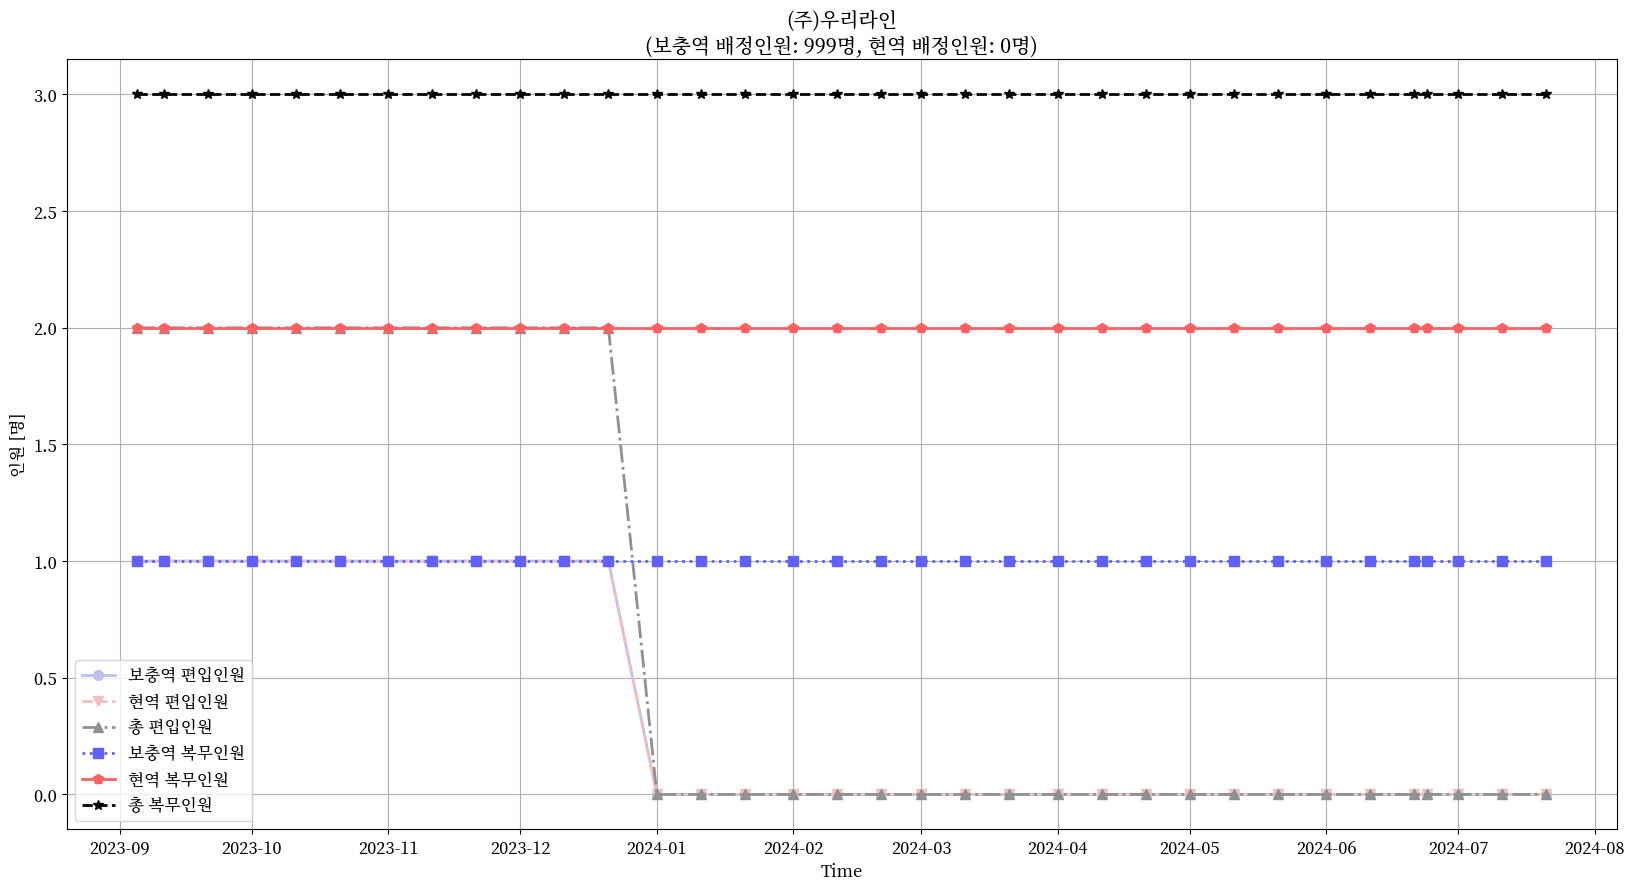 (주)우리라인
(보충역 배정인원: 999명, 현역 배정인원: 0명)
인원 [명]
3.0
2.5
2.0
1.5
1.0
0.5
0.0
보충역 편입인원
현역 편입인원
총 편입인원
보충역 복무인원
현역 복무인원
총 복무인원
2023-09 2023-10 2023-11 2023-12 2024-01 2024-02 2024-03 2024-04 2024-05 2024-06 2024-07 2024-08
Time